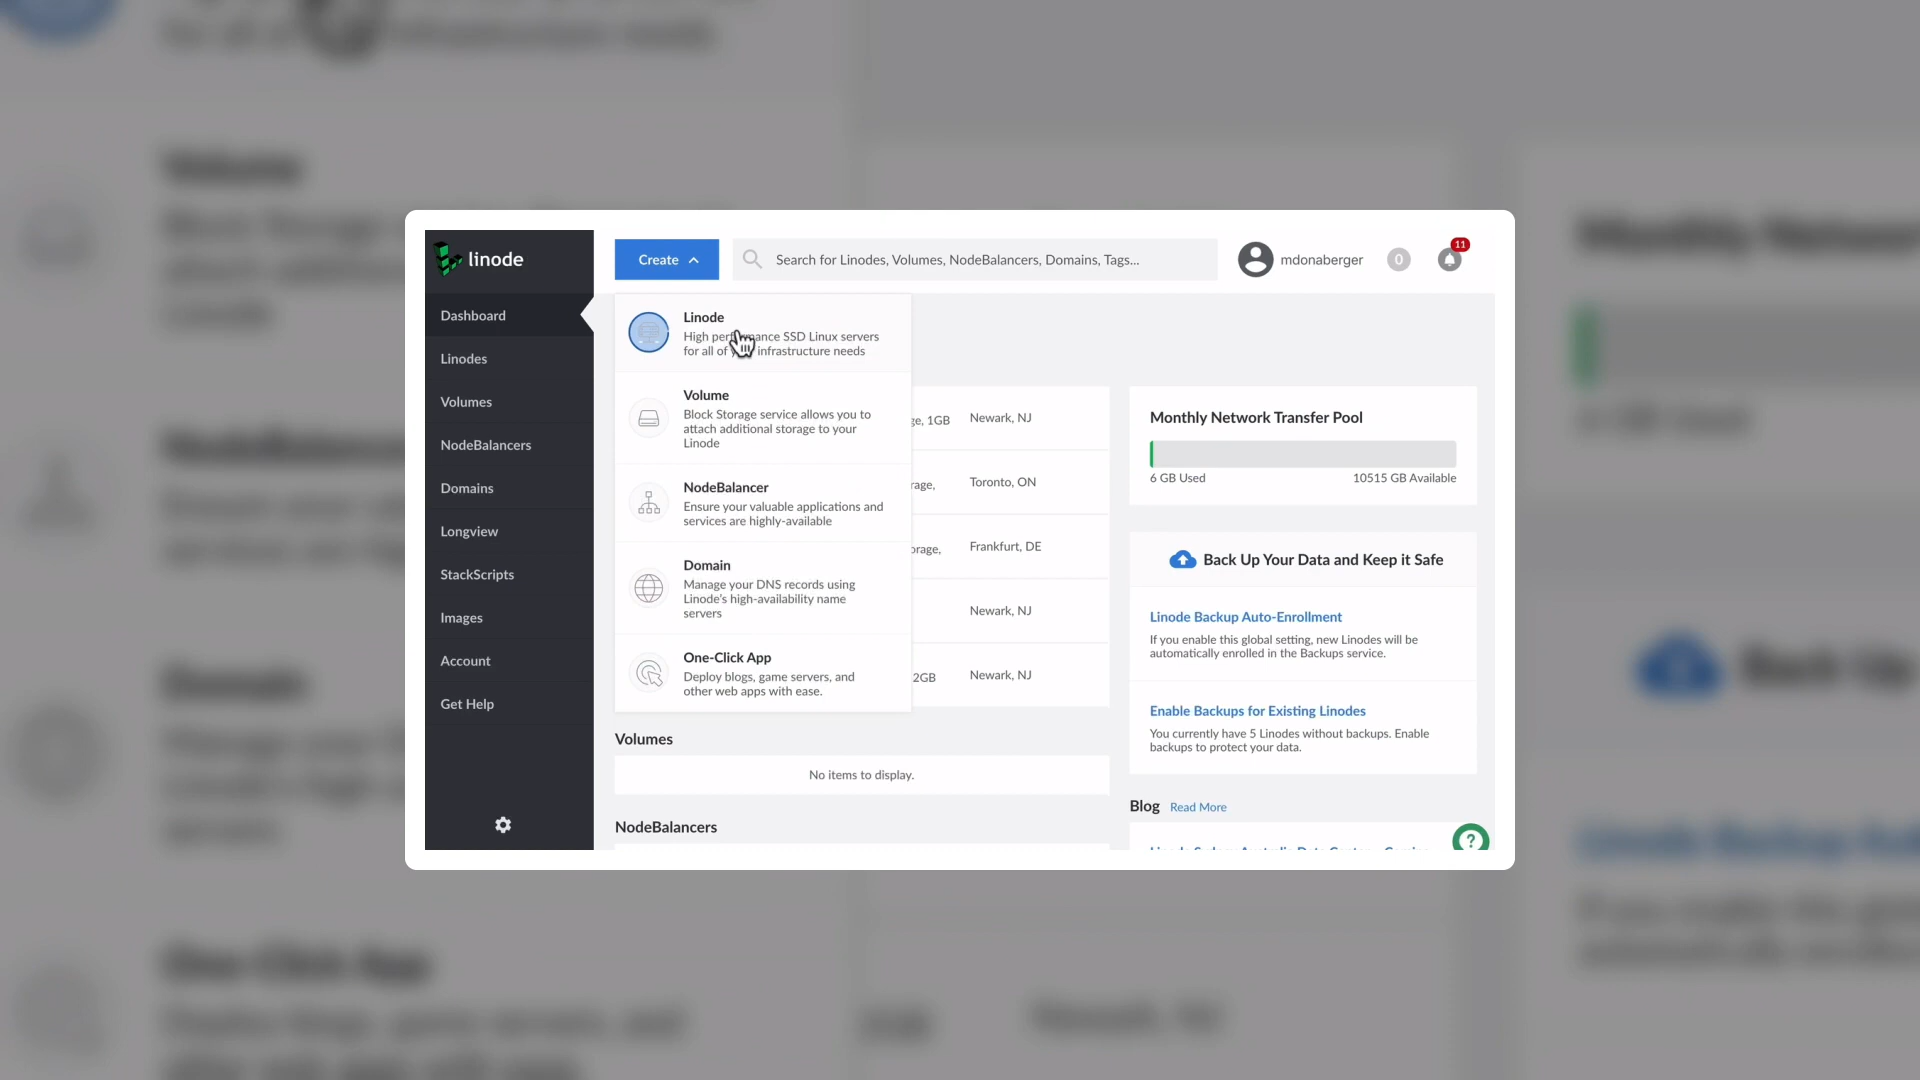 linode
Create
Search for Linodes, Volumes, NodeBalancers, Domains, Tags...
mdonaberger
0
11
Dashboard
Linodes
Volumes
NodeBalancers
Domains
Longview
StackScripts
Images
Account
Get Help
Linode
High SSD Linux servers
for all of infrastructure needs
Volume
Block Storage service allows you to
attach additional storage to your
Linode
NodeBalancer
Ensure your valuable applications and
services are highly-available
Domain
Manage your DNS records using
Linode's high-availability name
servers
One-Click App
Deploy blogs, game servers, and
other web apps with ease.
1GB
Newark, NJ
Toronto, ON
Frankfurt, DE
Newark, NJ
2GB
Newark, NJ
Volumes
No items to display.
NodeBalancers
Monthly Network Transfer Pool
6 GB Used
10515 GB Available
Back Up Your Data and Keep it Safe
Linode Backup Auto-Enrollment
If you enable this global setting, new Linodes will be
automatically enrolled in the Backups service.
Enable Backups for Existing Linodes
You currently have 5 Linodes without backups. Enable
backups to protect your data.
Blog Read More
?